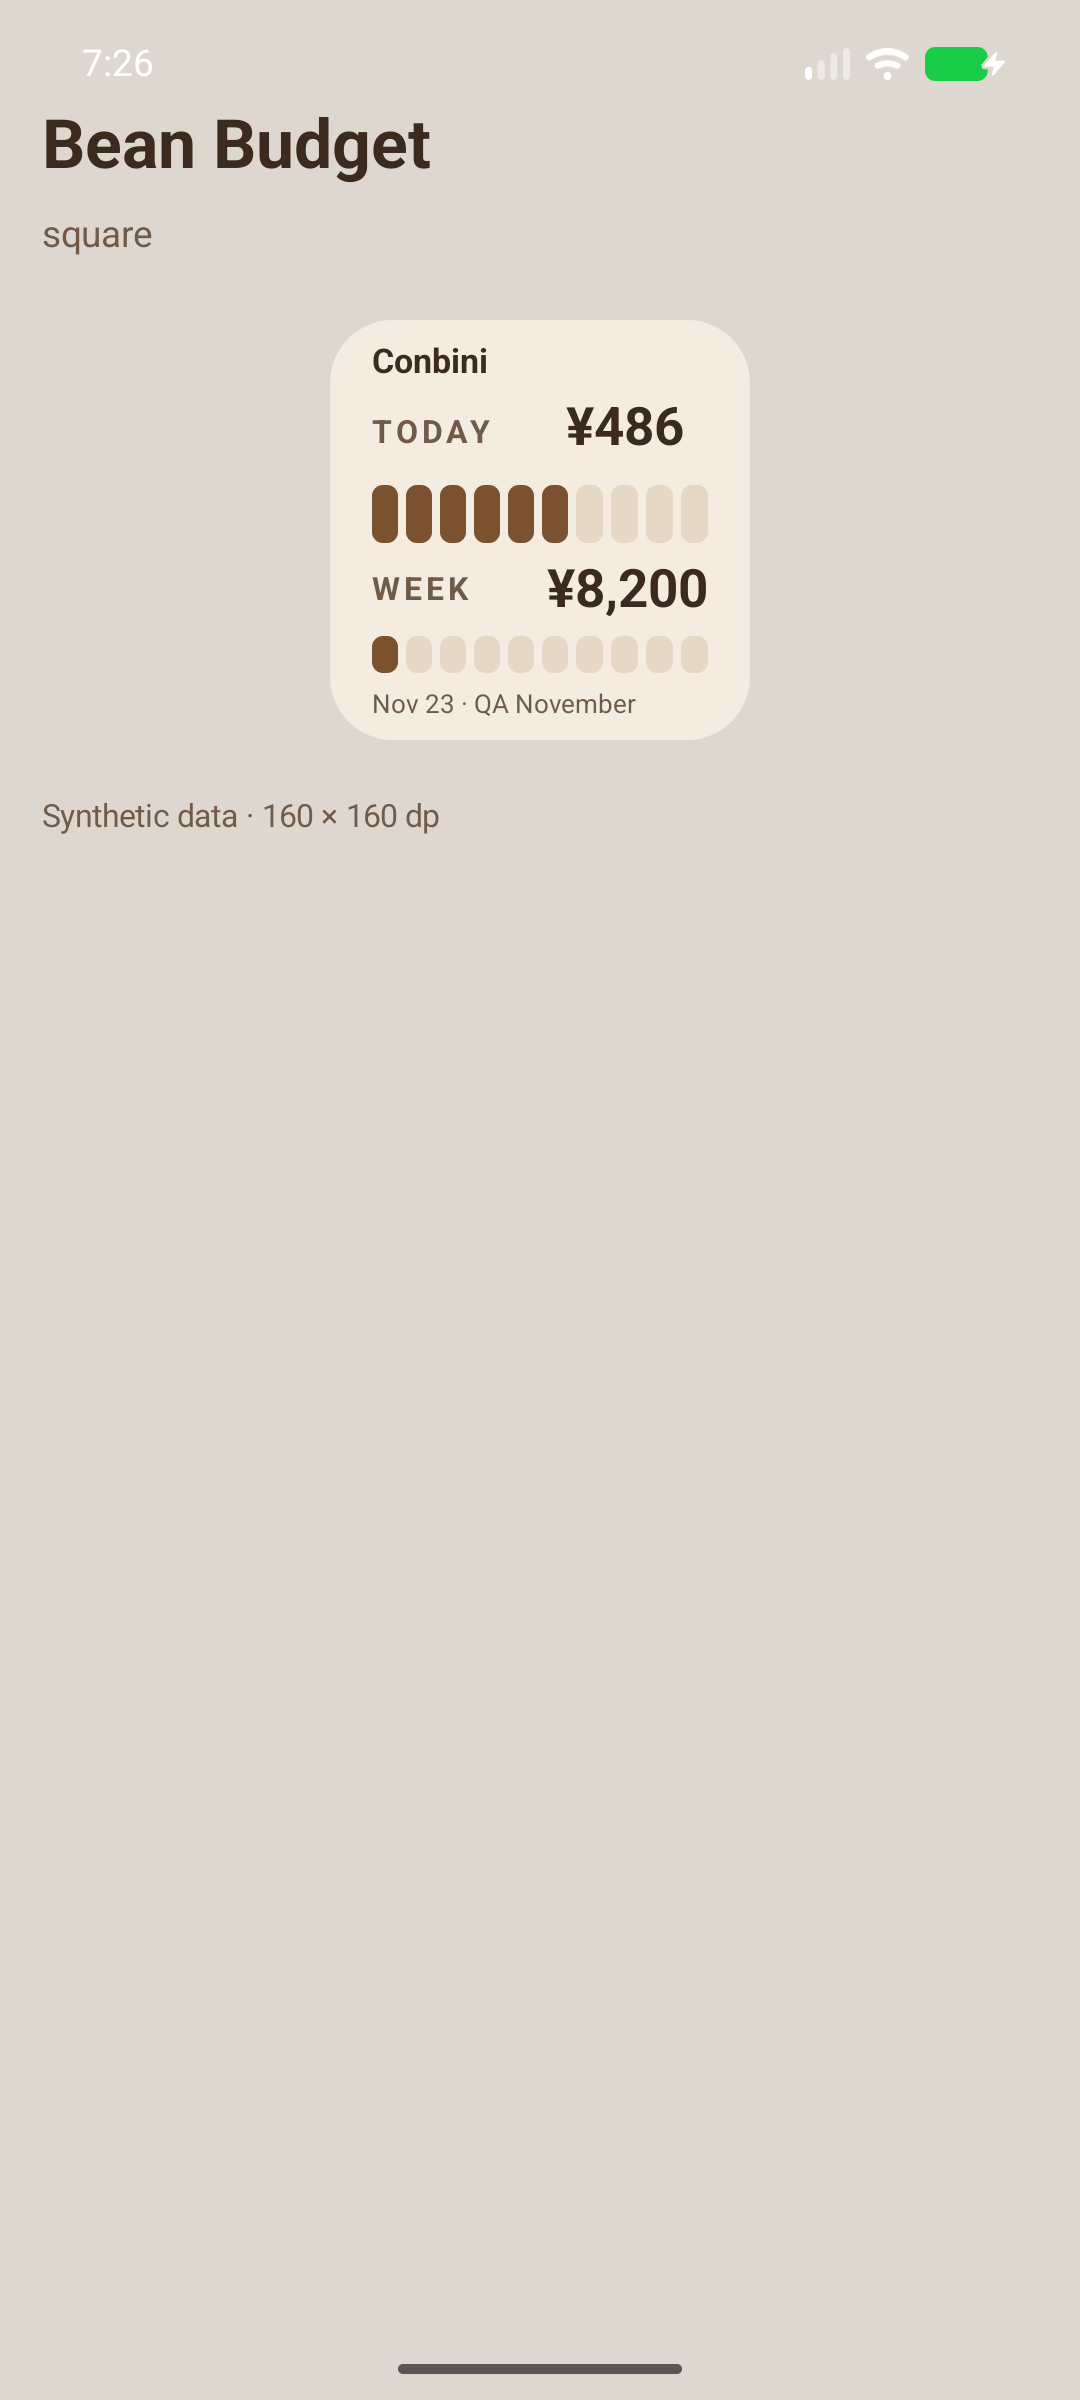 7:26
Bean Budget
square
Conbini
TODAY ¥486
WEEK ¥8,200
Nov 23 · QA November
Synthetic data · 160 × 160 dp